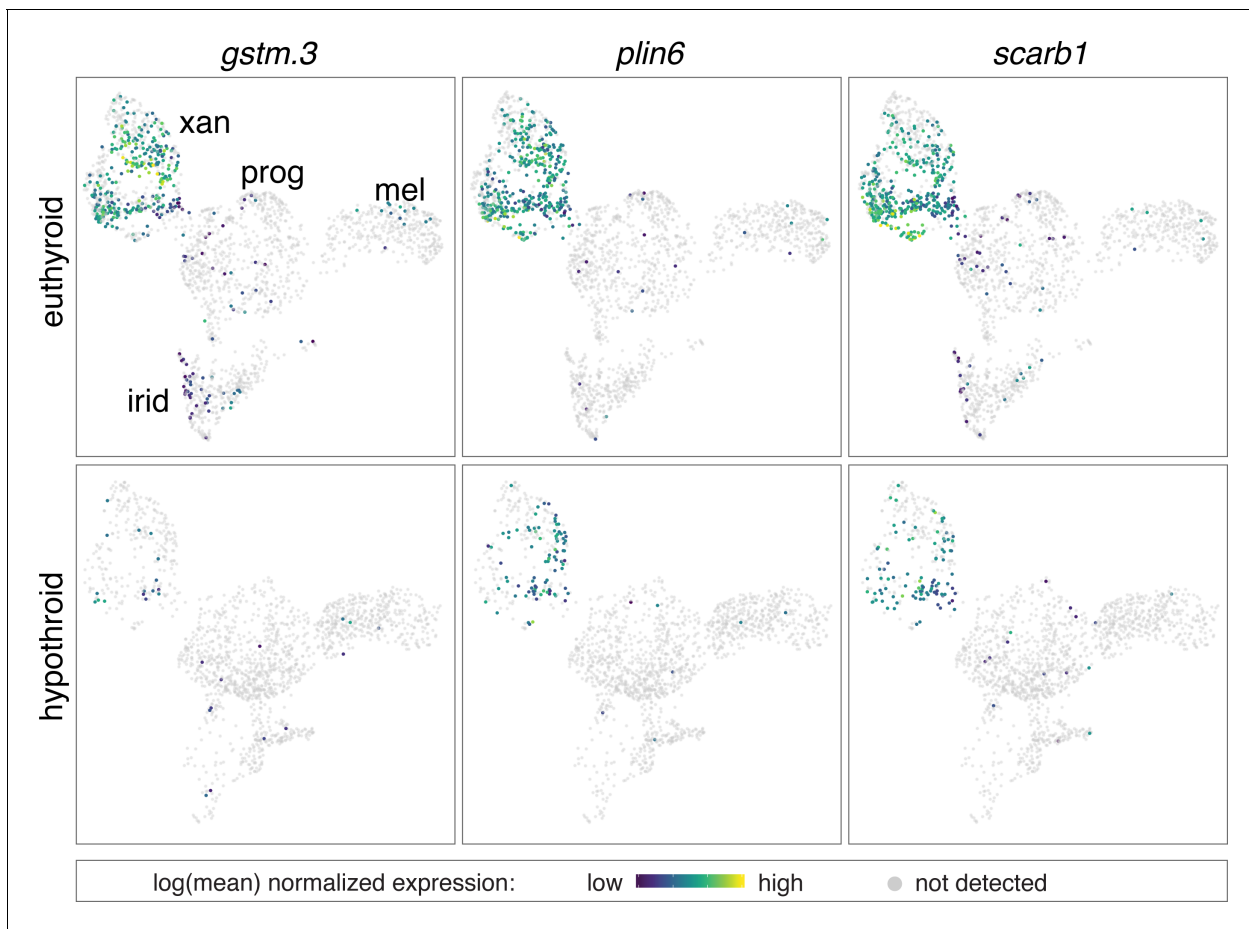 gstm.3 plin6 scarb1
euthyroid
xan
prog
mel
irid
hypothroid
log(mean) normalized expression: low high not detected